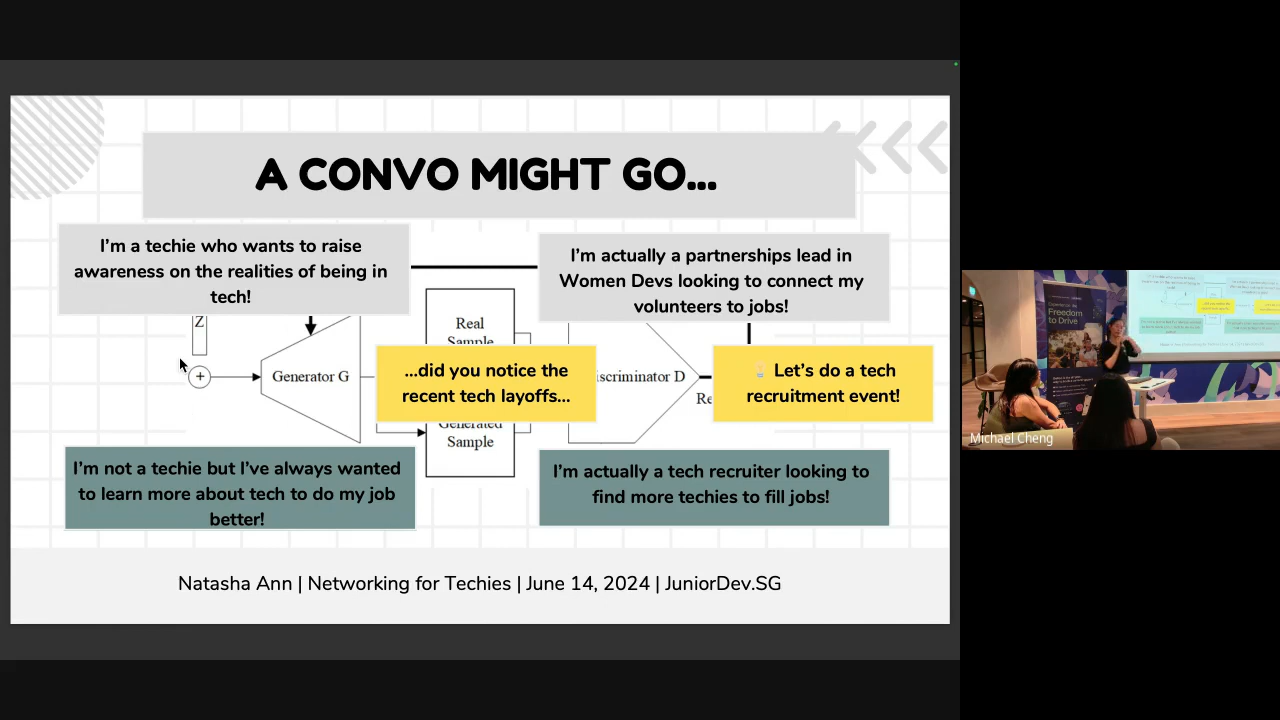 A CONVO MIGHT GO...
I'm a techie who wants to raise
awareness on the realities of being in
tech!
I'm actually a partnerships lead in
Women Devs looking to connect my
volunteers to jobs!
Z
Real
Sample
+
Generator G
...did you notice the
recent tech layoffs...
iscriminator D
Re
Let's do a tech
recruitment event!
Generated
Sample
I'm not a techie but I've always wanted
to learn more about tech to do my job
better!
I'm actually a tech recruiter looking to
find more techies to fill jobs!
Natasha Ann | Networking for Techies | June 14, 2024 | JuniorDev.SG
Freedom
to Drive
Michael Cheng